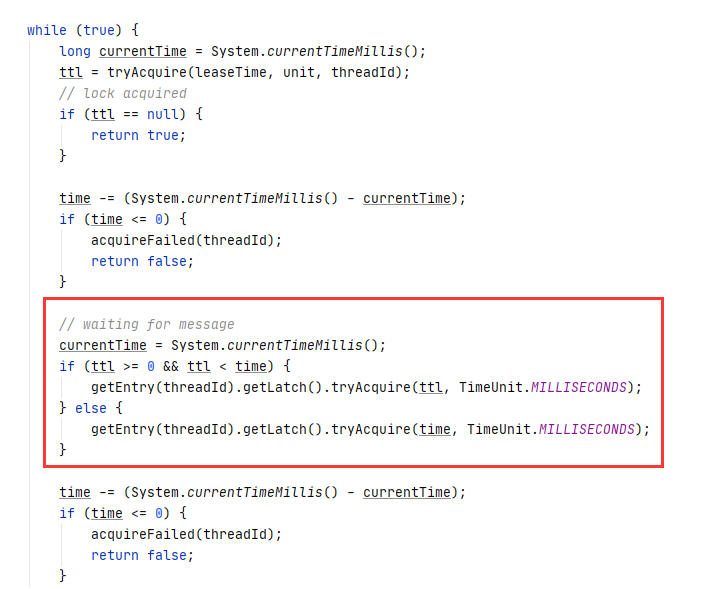 while (true) {
    long currentTime = System.currentTimeMillis();
    ttl = tryAcquire(leaseTime, unit, threadId);
    // lock acquired
    if (ttl == null) {
        return true;
    }

    time -= (System.currentTimeMillis() - currentTime);
    if (time <= 0) {
        acquireFailed(threadId);
        return false;
    }

    // waiting for message
    currentTime = System.currentTimeMillis();
    if (ttl >= 0 && ttl < time) {
        getEntry(threadId).getLatch().tryAcquire(ttl, TimeUnit.MILLISECONDS);
    } else {
        getEntry(threadId).getLatch().tryAcquire(time, TimeUnit.MILLISECONDS);
    }

    time -= (System.currentTimeMillis() - currentTime);
    if (time <= 0) {
        acquireFailed(threadId);
        return false;
    }